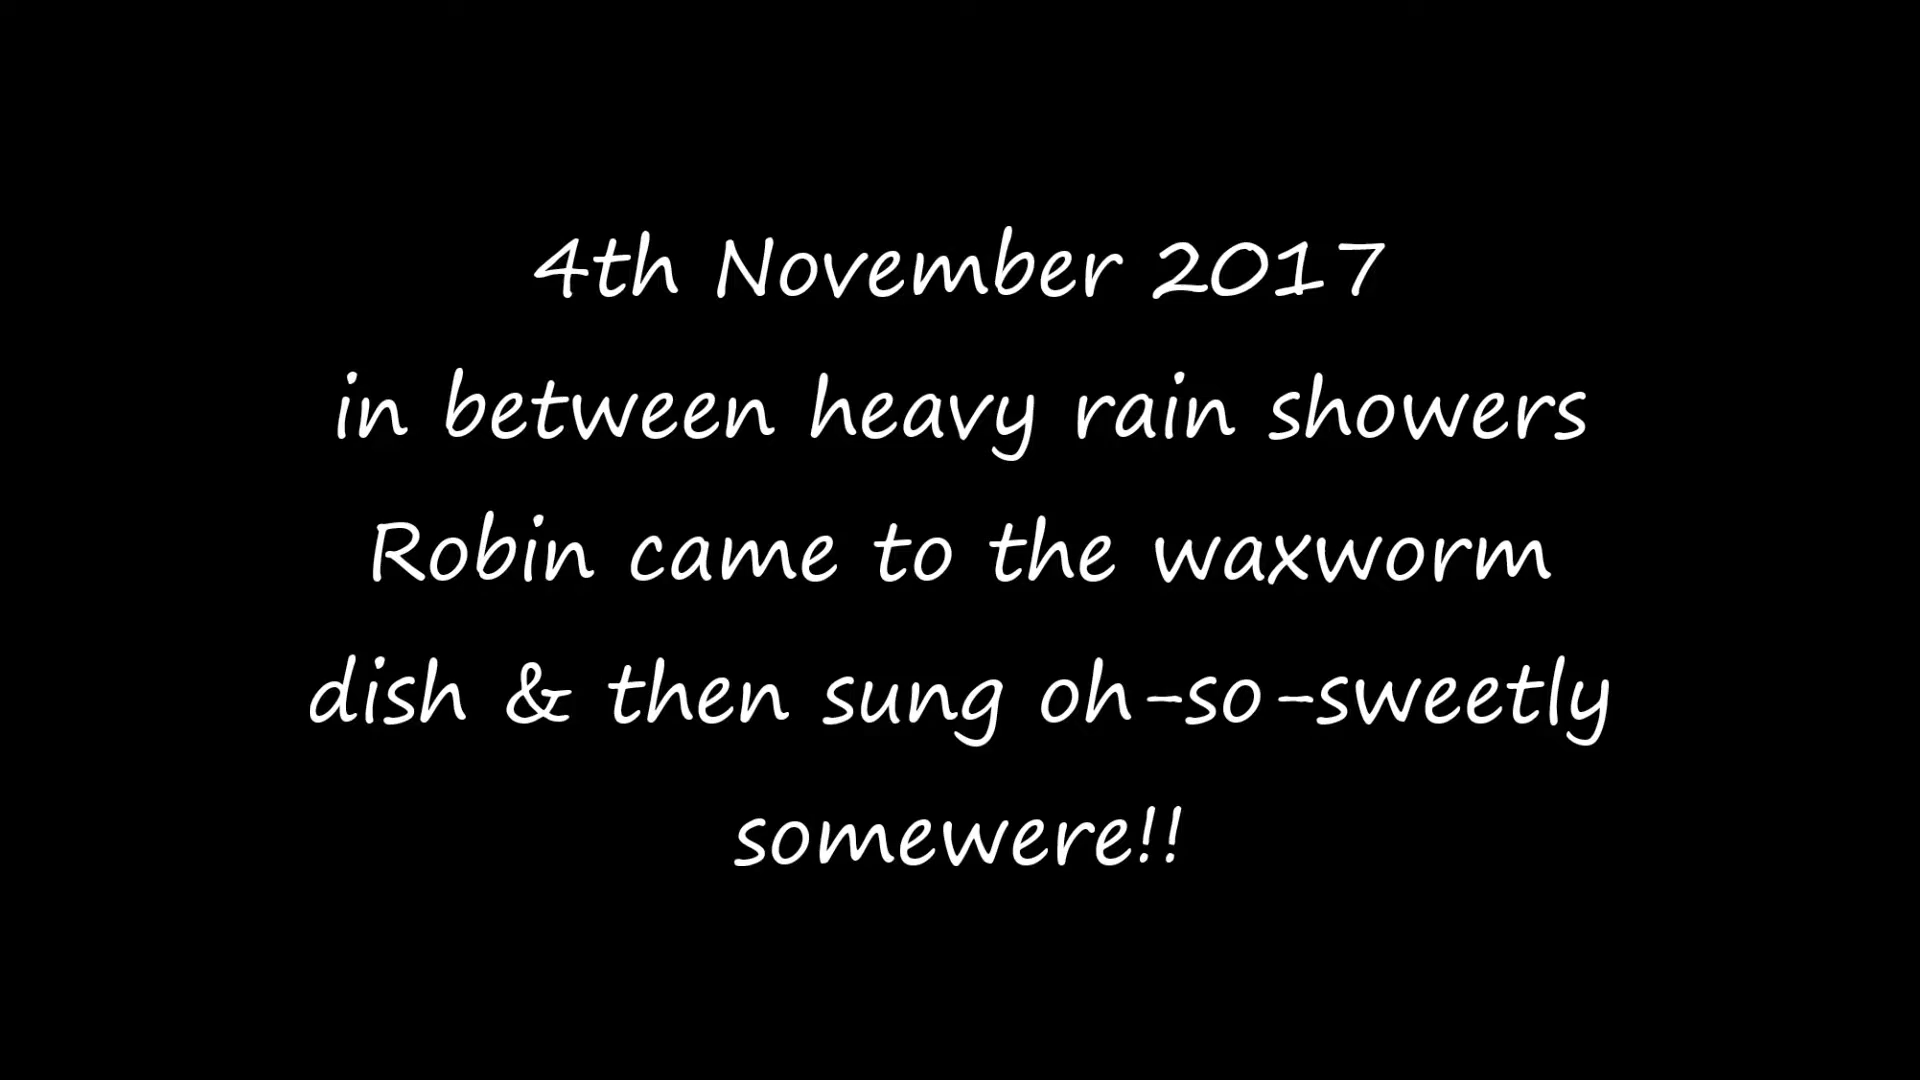 4th November 2017
in between heavy rain showers
Robin came to the waxworm
dish & then sung oh-so-sweetly
somewere!!